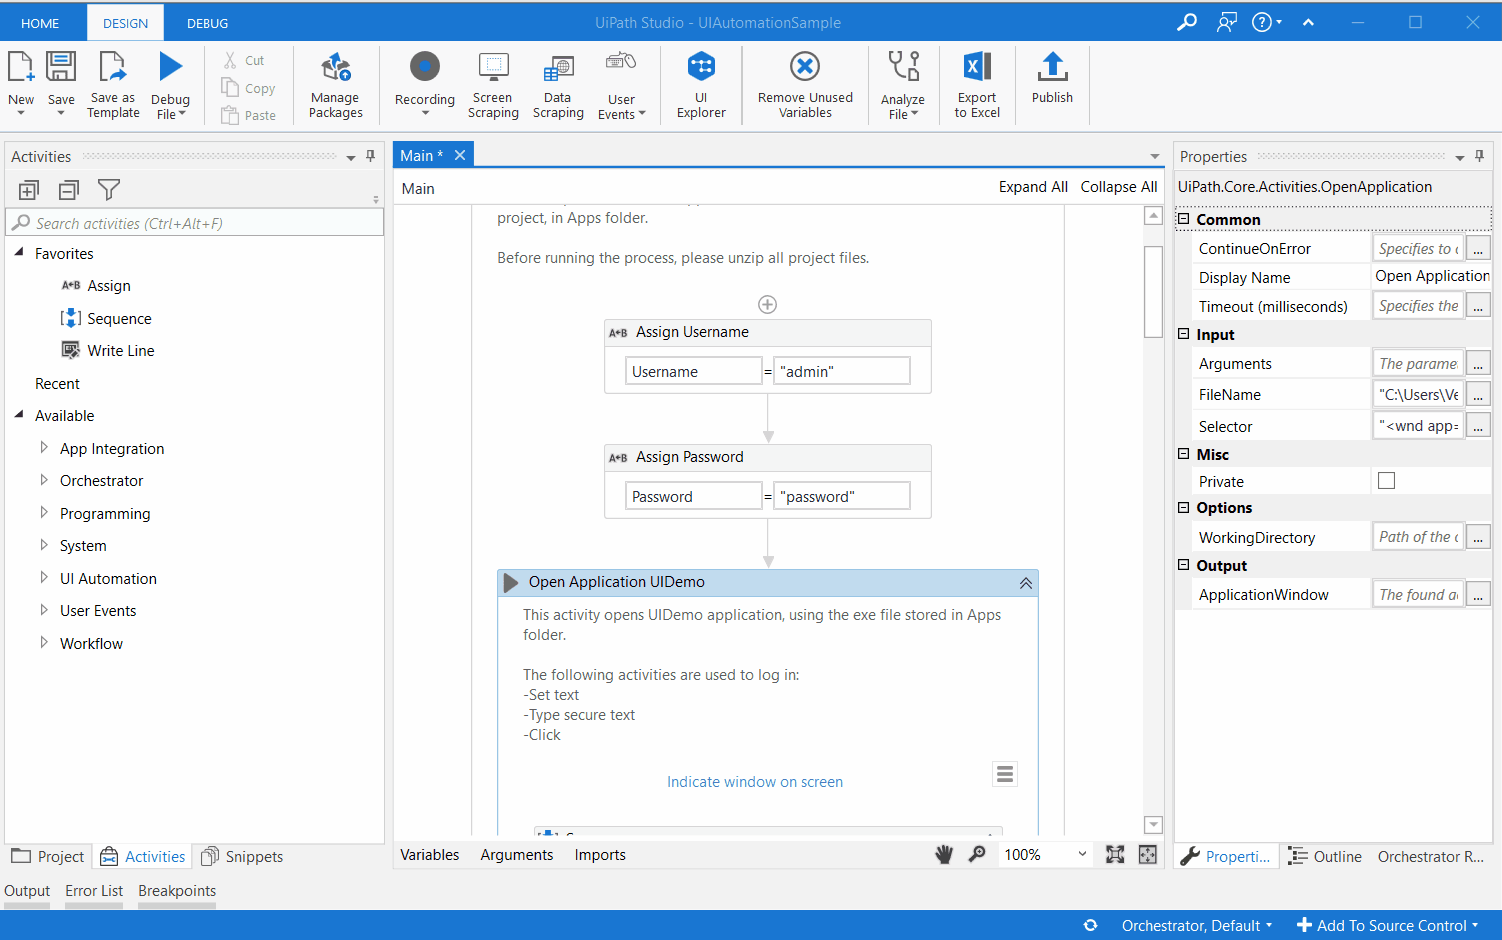 HOME DESIGN DEBUG UiPath Studio - UIAutomationSample
New Save Save as Template Debug File
Cut
Copy
Paste
Manage Packages Recording Screen Scraping Data Scraping User Events UI Explorer Remove Unused Variables Analyze File Export to Excel Publish
Activities
Search activities (Ctrl+Alt+F)
Favorites
A+B Assign
Sequence
Write Line
Recent
Available
App Integration
Orchestrator
Programming
System
UI Automation
User Events
Workflow
Project Activities Snippets
Main *
Main Expand All Collapse All
project, in Apps folder.
Before running the process, please unzip all project files.
A+B Assign Username
Username = "admin"
A+B Assign Password
Password = "password"
Open Application UIDemo
This activity opens UIDemo application, using the exe file stored in Apps
folder.
The following activities are used to log in:
-Set text
-Type secure text
-Click
Indicate window on screen
Variables Arguments Imports 100%
Properties
UiPath.Core.Activities.OpenApplication
Common
ContinueOnError Specifies to ...
Display Name Open Application
Timeout (milliseconds) Specifies the ...
Input
Arguments The parame ...
FileName "C:\Users\Ve ...
Selector "<wnd app= ...
Misc
Private
Options
WorkingDirectory Path of the ...
Output
ApplicationWindow The found ...
Properti... Outline Orchestrator R...
Output Error List Breakpoints
Orchestrator, Default Add To Source Control